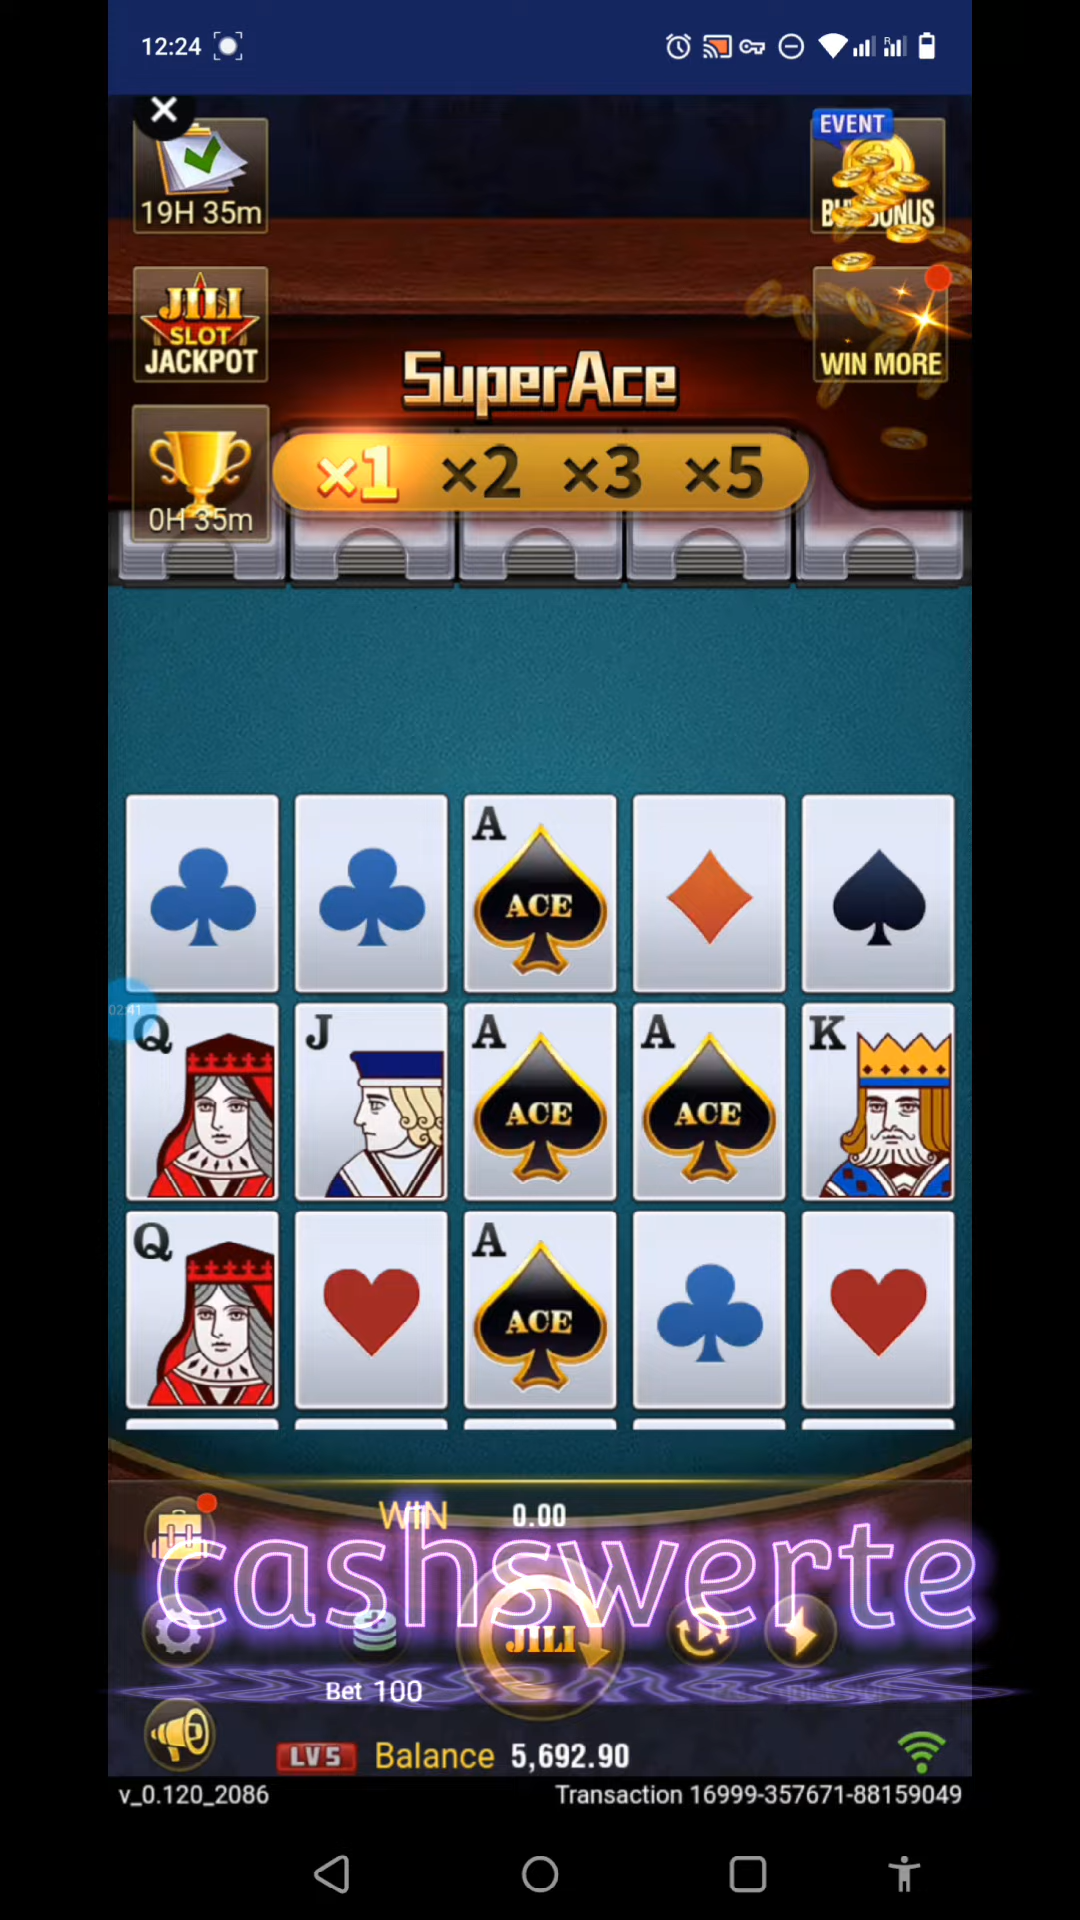 12:24
EVENT
19H 35m
JILI
SLOT
JACKPOT
WIN MORE
SuperAce
0H 35m
×1 ×2 ×3 ×5
A
ACE
02:41
Q J A A K
ACE ACE
Q A
ACE
WIN 0.00
cashswerte
JILI
Bet 100
LV5 Balance 5,692.90
v_0.120_2086 Transaction 16999-357671-88159049